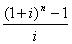 (1+i)^n − 1
i